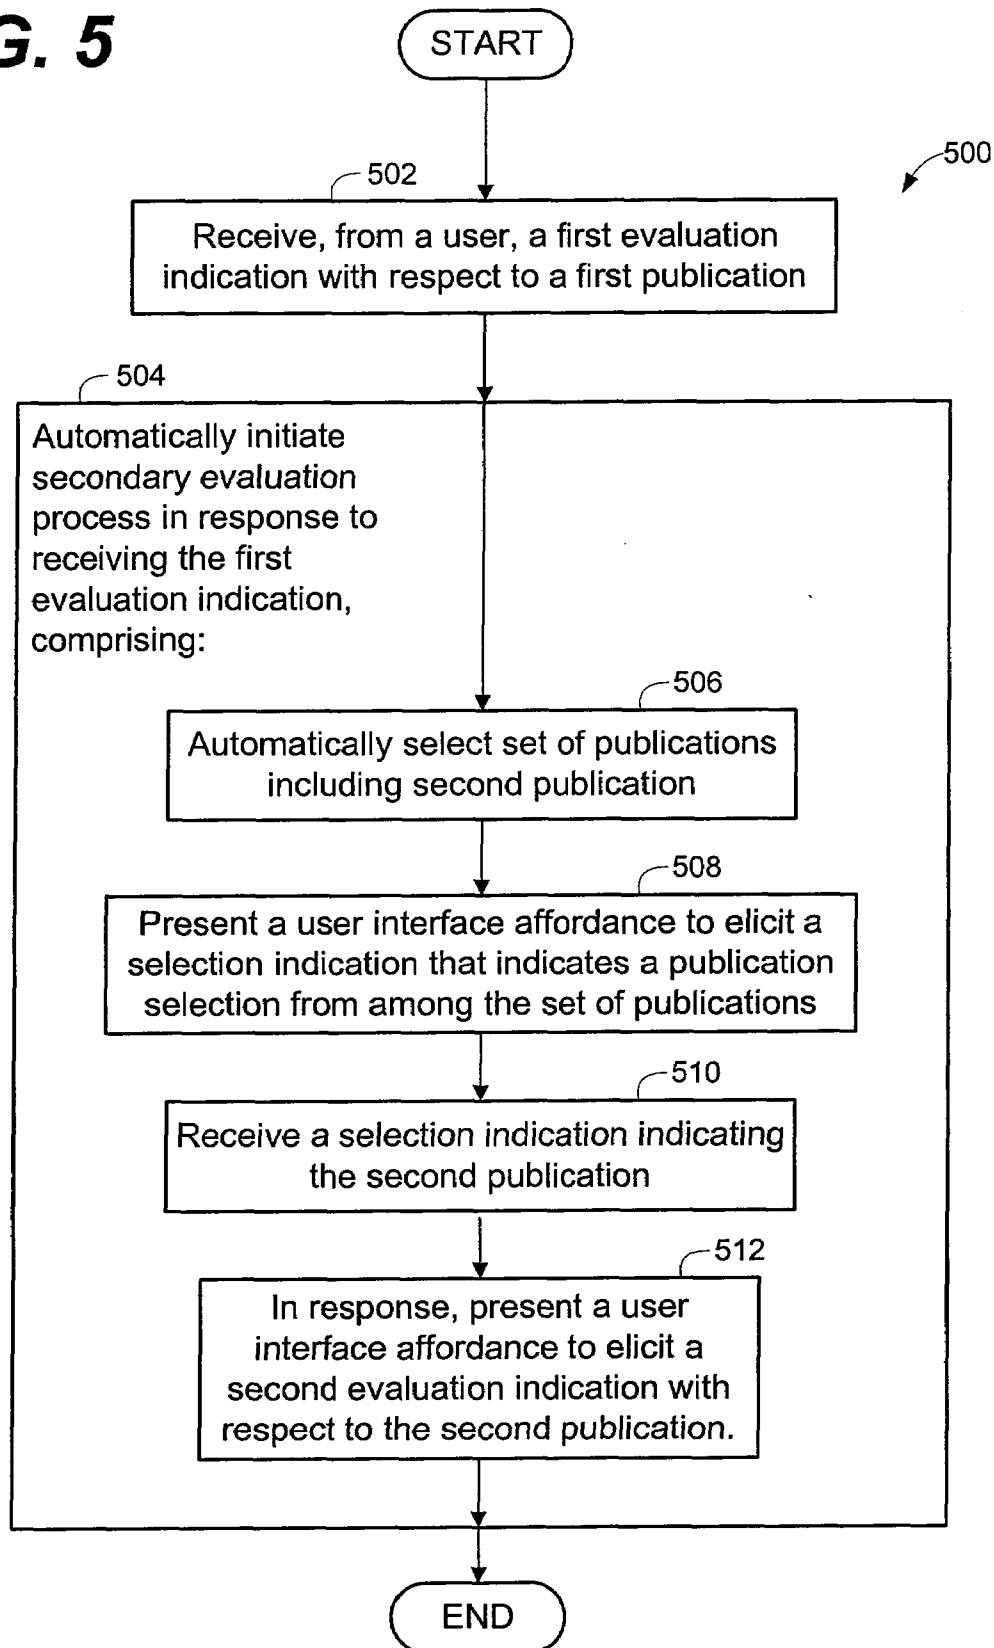 G. 5
START
500
502
Receive, from a user, a first evaluation
indication with respect to a first publication
504
Automatically initiate
secondary evaluation
process in response to
receiving the first
evaluation indication,
comprising:
506
Automatically select set of publications
including second publication
508
Present a user interface affordance to elicit a
selection indication that indicates a publication
selection from among the set of publications
510
Receive a selection indication indicating
the second publication
512
In response, present a user
interface affordance to elicit a
second evaluation indication with
respect to the second publication.
END